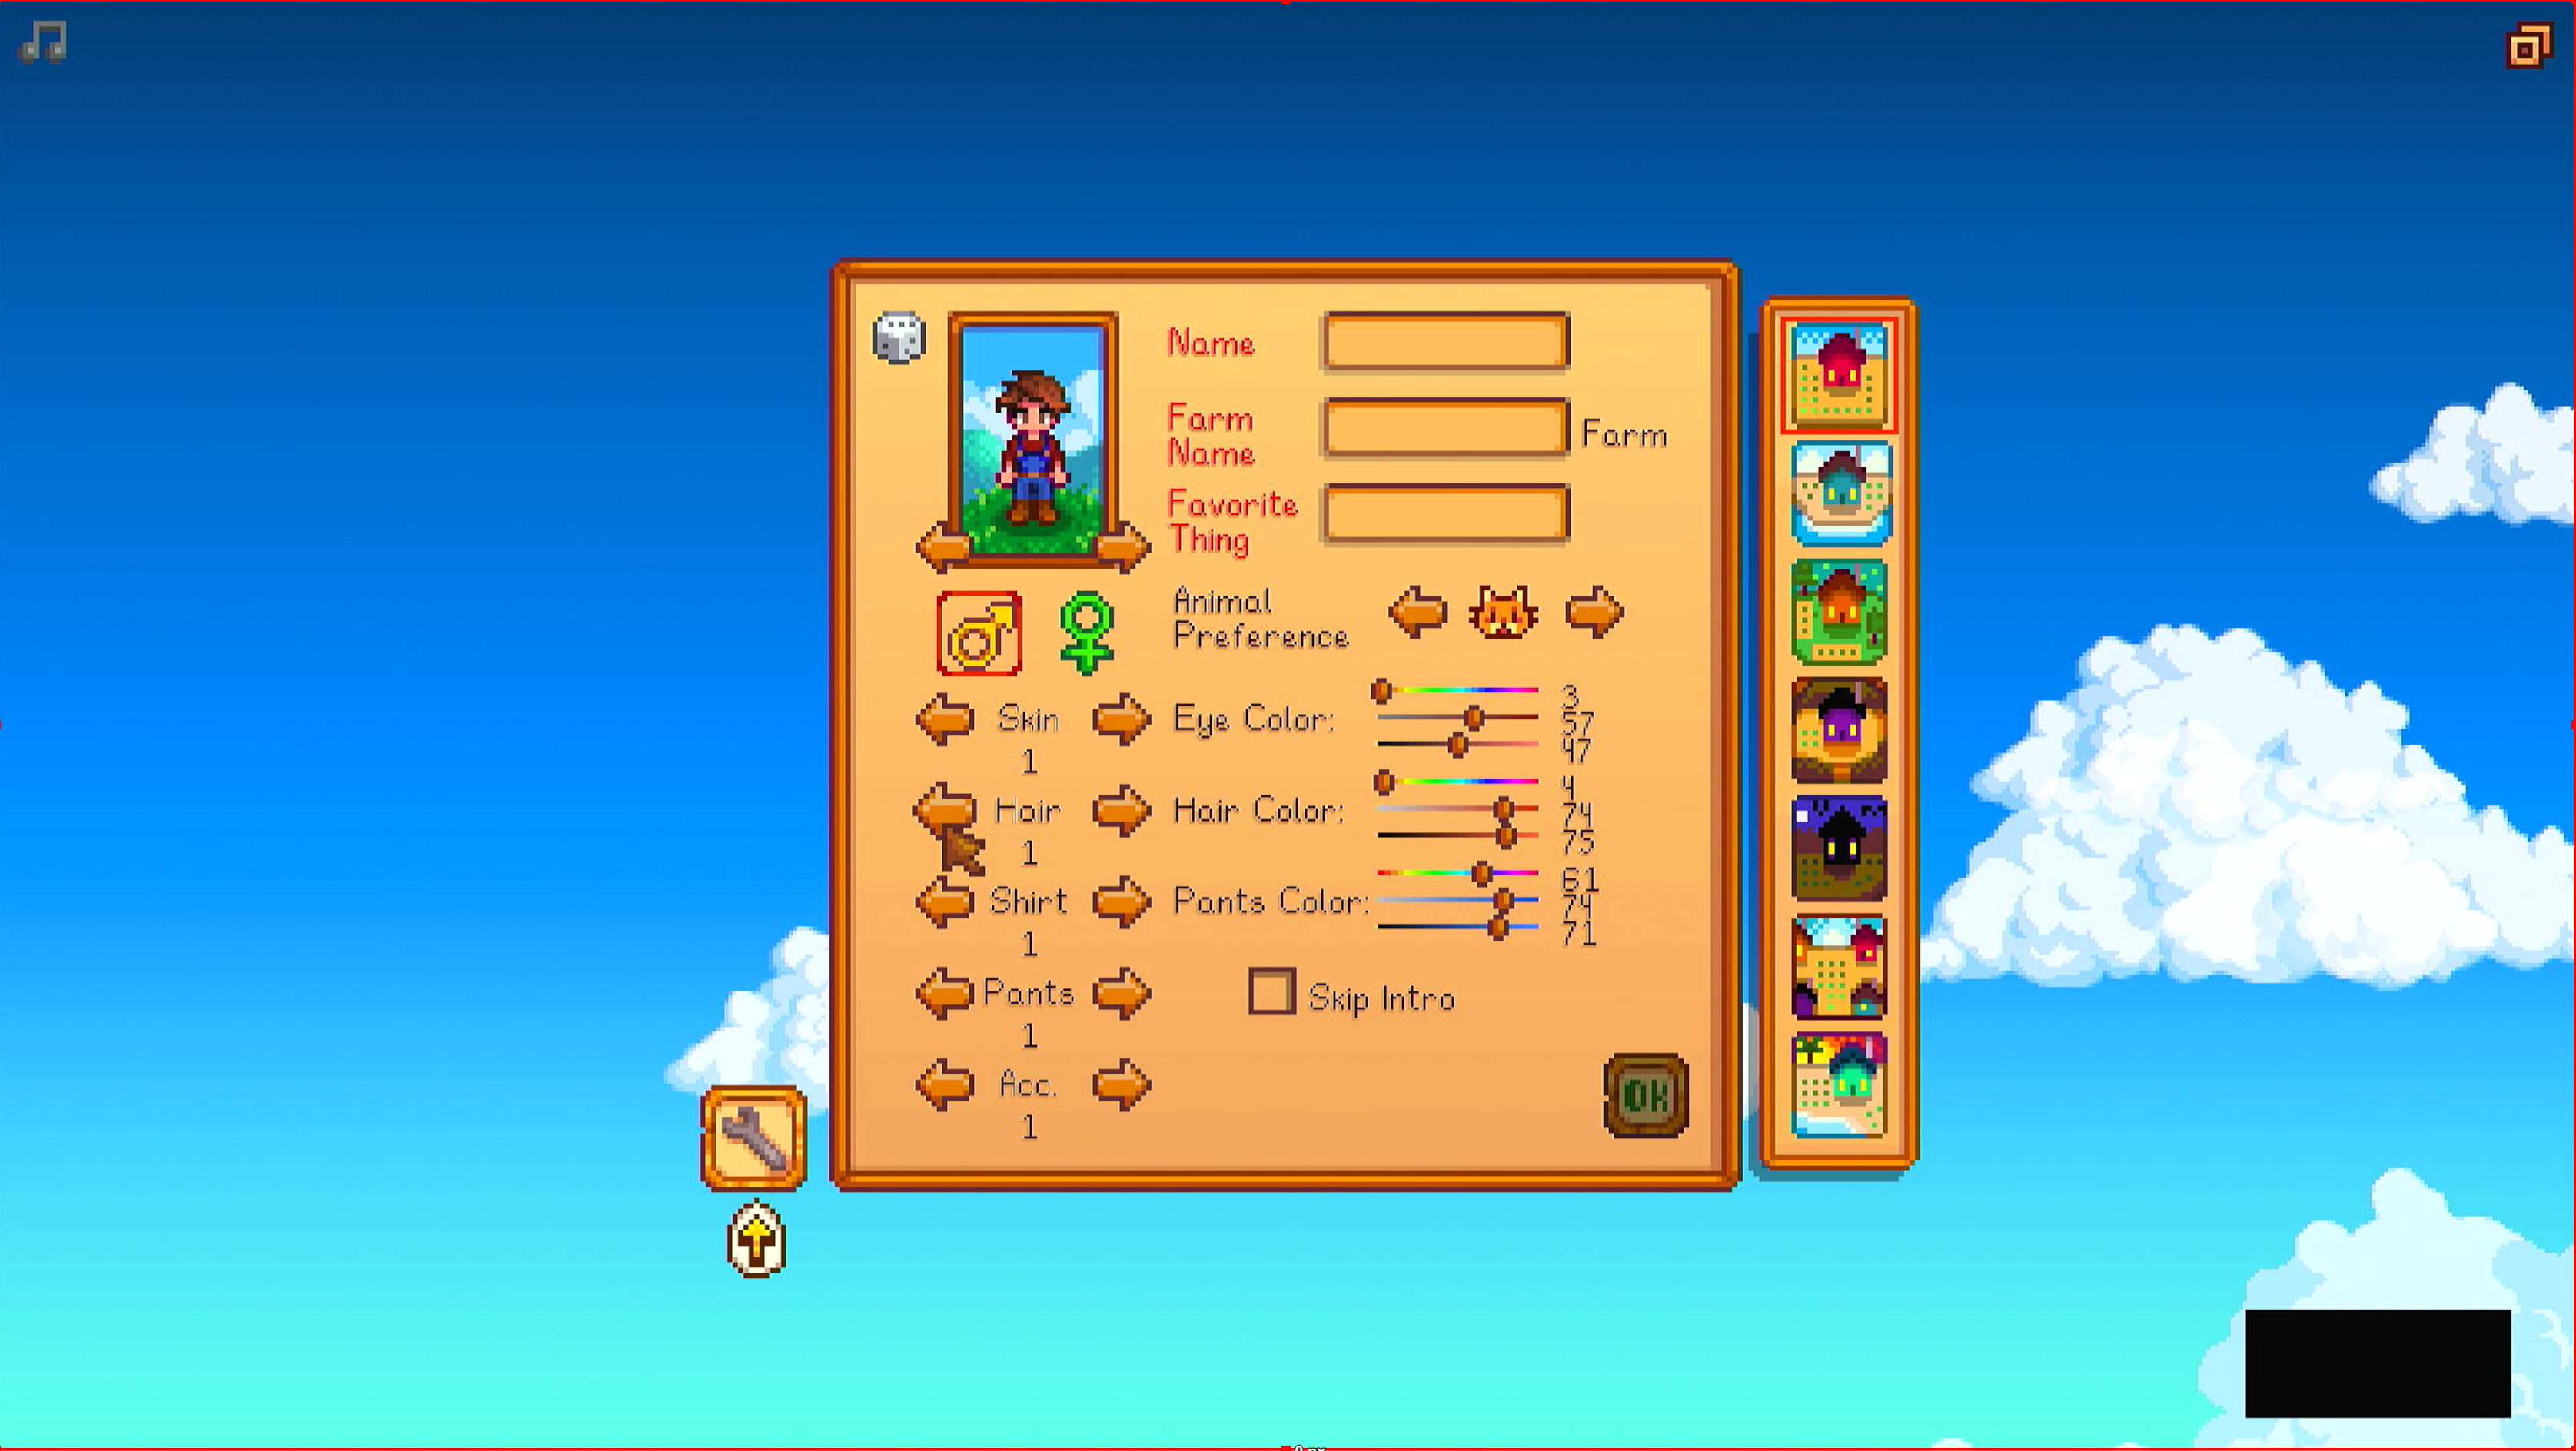 Name
Farm
Name
Farm
Favorite
Thing
Animal
Preference
Skin
1
Eye Color:
3
57
47
Hair
1
Hair Color:
4
74
75
Shirt
1
Pants Color:
61
74
71
Pants
1
Skip Intro
Acc.
1
OK